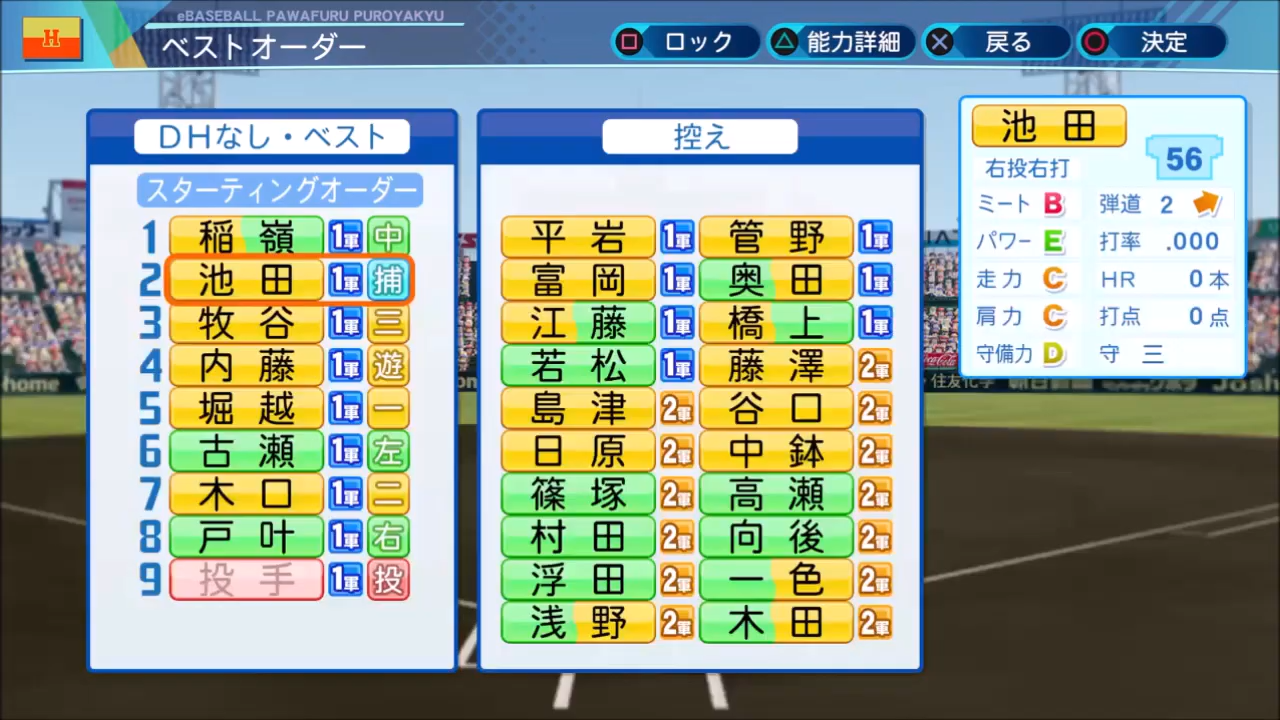 eBASEBALL PAWAFURU PUROYAKYU
H
ベストオーダー
ロック
能力詳細
戻る
決定
DHなし・ベスト
スターティングオーダー
1 稲嶺 1軍 中
2 池田 1軍 捕
3 牧谷 1軍 三
4 内藤 1軍 遊
5 堀越 1軍 一
6 古瀬 1軍 左
7 木口 1軍 二
8 戸叶 1軍 右
9 投手 1軍 投
控え
平岩 1軍 管野 1軍
富岡 1軍 奥田 1軍
江藤 1軍 橋上 1軍
若松 1軍 藤澤 2軍
島津 2軍 谷口 2軍
日原 2軍 中鉢 2軍
篠塚 2軍 高瀬 2軍
村田 2軍 向後 2軍
浮田 2軍 一色 2軍
浅野 2軍 木田 2軍
池田
56
右投右打
ミート B 弾道 2
パワー E 打率 .000
走力 C HR 0本
肩力 C 打点 0点
守備力 D 守 三
home
住友化学